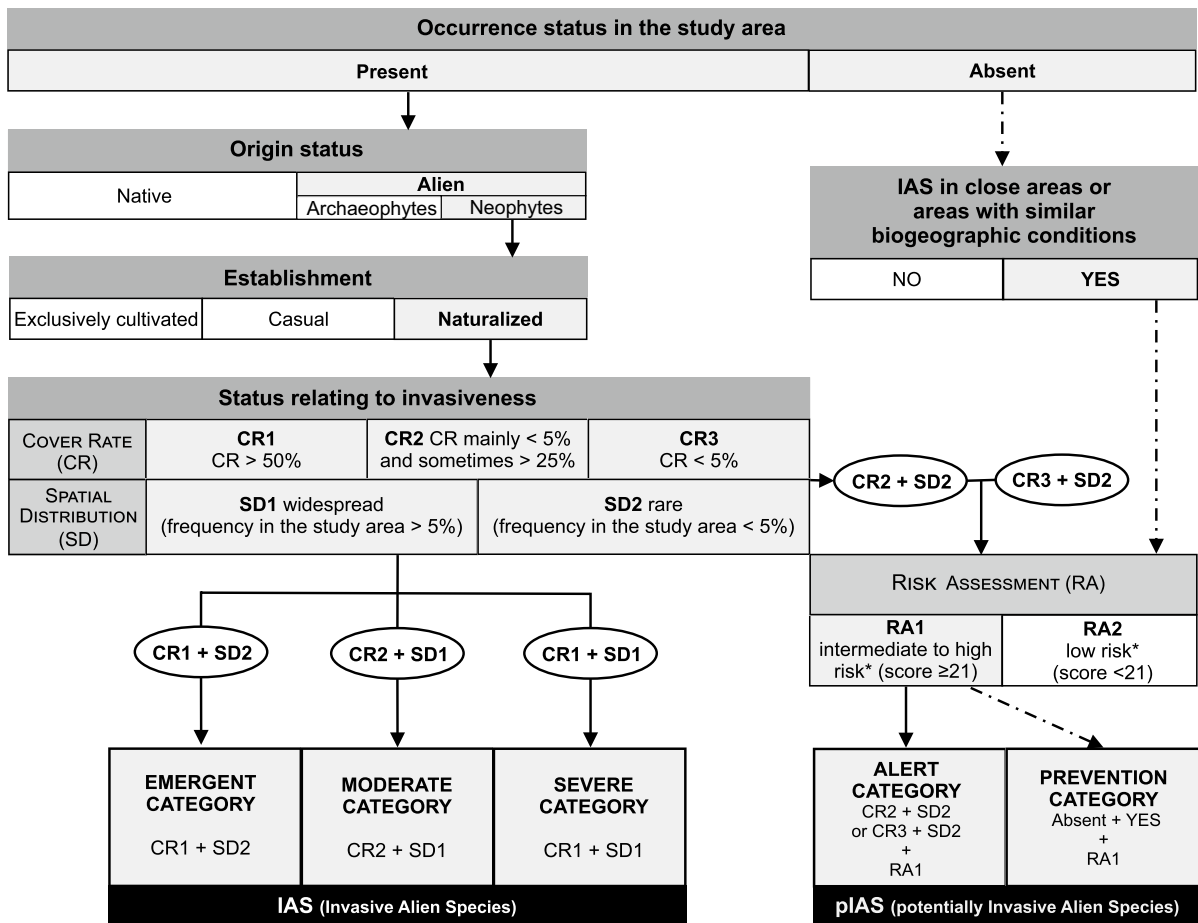 Occurrence status in the study area
Present
Absent
Origin status
Native
Alien
Archaeophytes
Neophytes
IAS in close areas or
areas with similar
biogeographic conditions
NO
YES
Establishment
Exclusively cultivated
Casual
Naturalized
Status relating to invasiveness
COVER RATE
(CR)
CR1
CR > 50%
CR2 CR mainly < 5%
and sometimes > 25%
CR3
CR < 5%
SPATIAL
DISTRIBUTION
(SD)
SD1 widespread
(frequency in the study area > 5%)
SD2 rare
(frequency in the study area < 5%)
CR2 + SD2
CR3 + SD2
RISK ASSESSMENT (RA)
RA1
intermediate to high
risk* (score ≥21)
RA2
low risk*
(score <21)
CR1 + SD2
CR2 + SD1
CR1 + SD1
EMERGENT
CATEGORY
CR1 + SD2
MODERATE
CATEGORY
CR2 + SD1
SEVERE
CATEGORY
CR1 + SD1
IAS (Invasive Alien Species)
ALERT
CATEGORY
CR2 + SD2
or CR3 + SD2
+
RA1
PREVENTION
CATEGORY
Absent + YES
+
RA1
pIAS (potentially Invasive Alien Species)